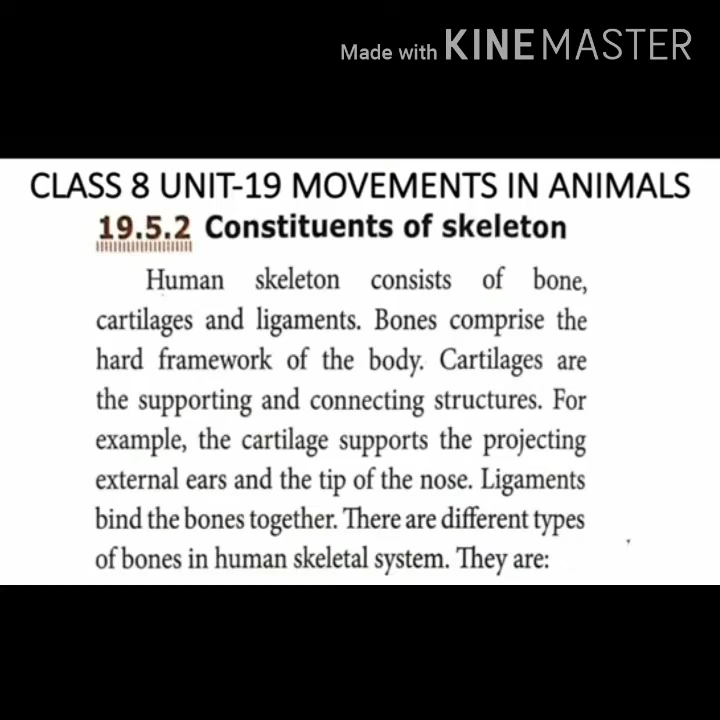 Made with KINEMASTER
CLASS 8 UNIT-19 MOVEMENTS IN ANIMALS
19.5.2 Constituents of skeleton
Human skeleton consists of bone,
cartilages and ligaments. Bones comprise the
hard framework of the body. Cartilages are
the supporting and connecting structures. For
example, the cartilage supports the projecting
external ears and the tip of the nose. Ligaments
bind the bones together. There are different types
of bones in human skeletal system. They are: